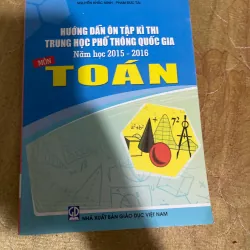 HƯỚNG DẪN ÔN TẬP KÌ THI
TRUNG HỌC PHỔ THÔNG QUỐC GIA
Năm học 2015 - 2016
MÔN
TOÁN
NHÀ XUẤT BẢN GIÁO DỤC VIỆT NAM